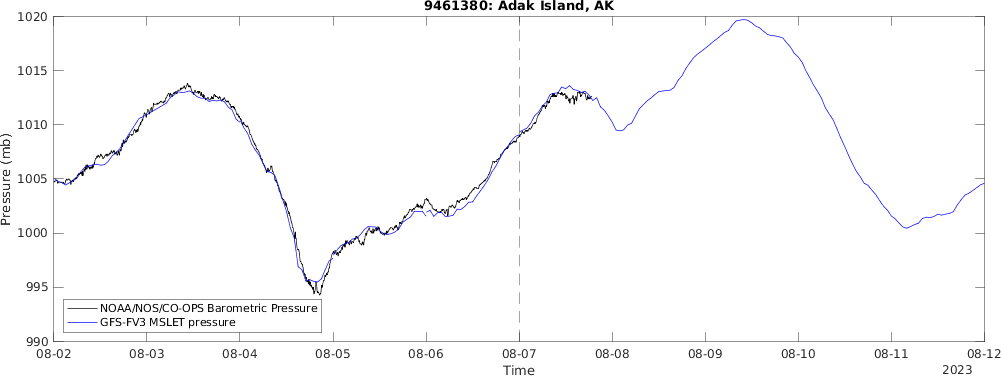 9461380: Adak Island, AK
1020
1015
1010
1005
1000
995
990
Pressure (mb)
NOAA/NOS/CO-OPS Barometric Pressure
GFS-FV3 MSLET pressure
08-02 08-03 08-04 08-05 08-06 08-07 08-08 08-09 08-10 08-11 08-12
Time
2023